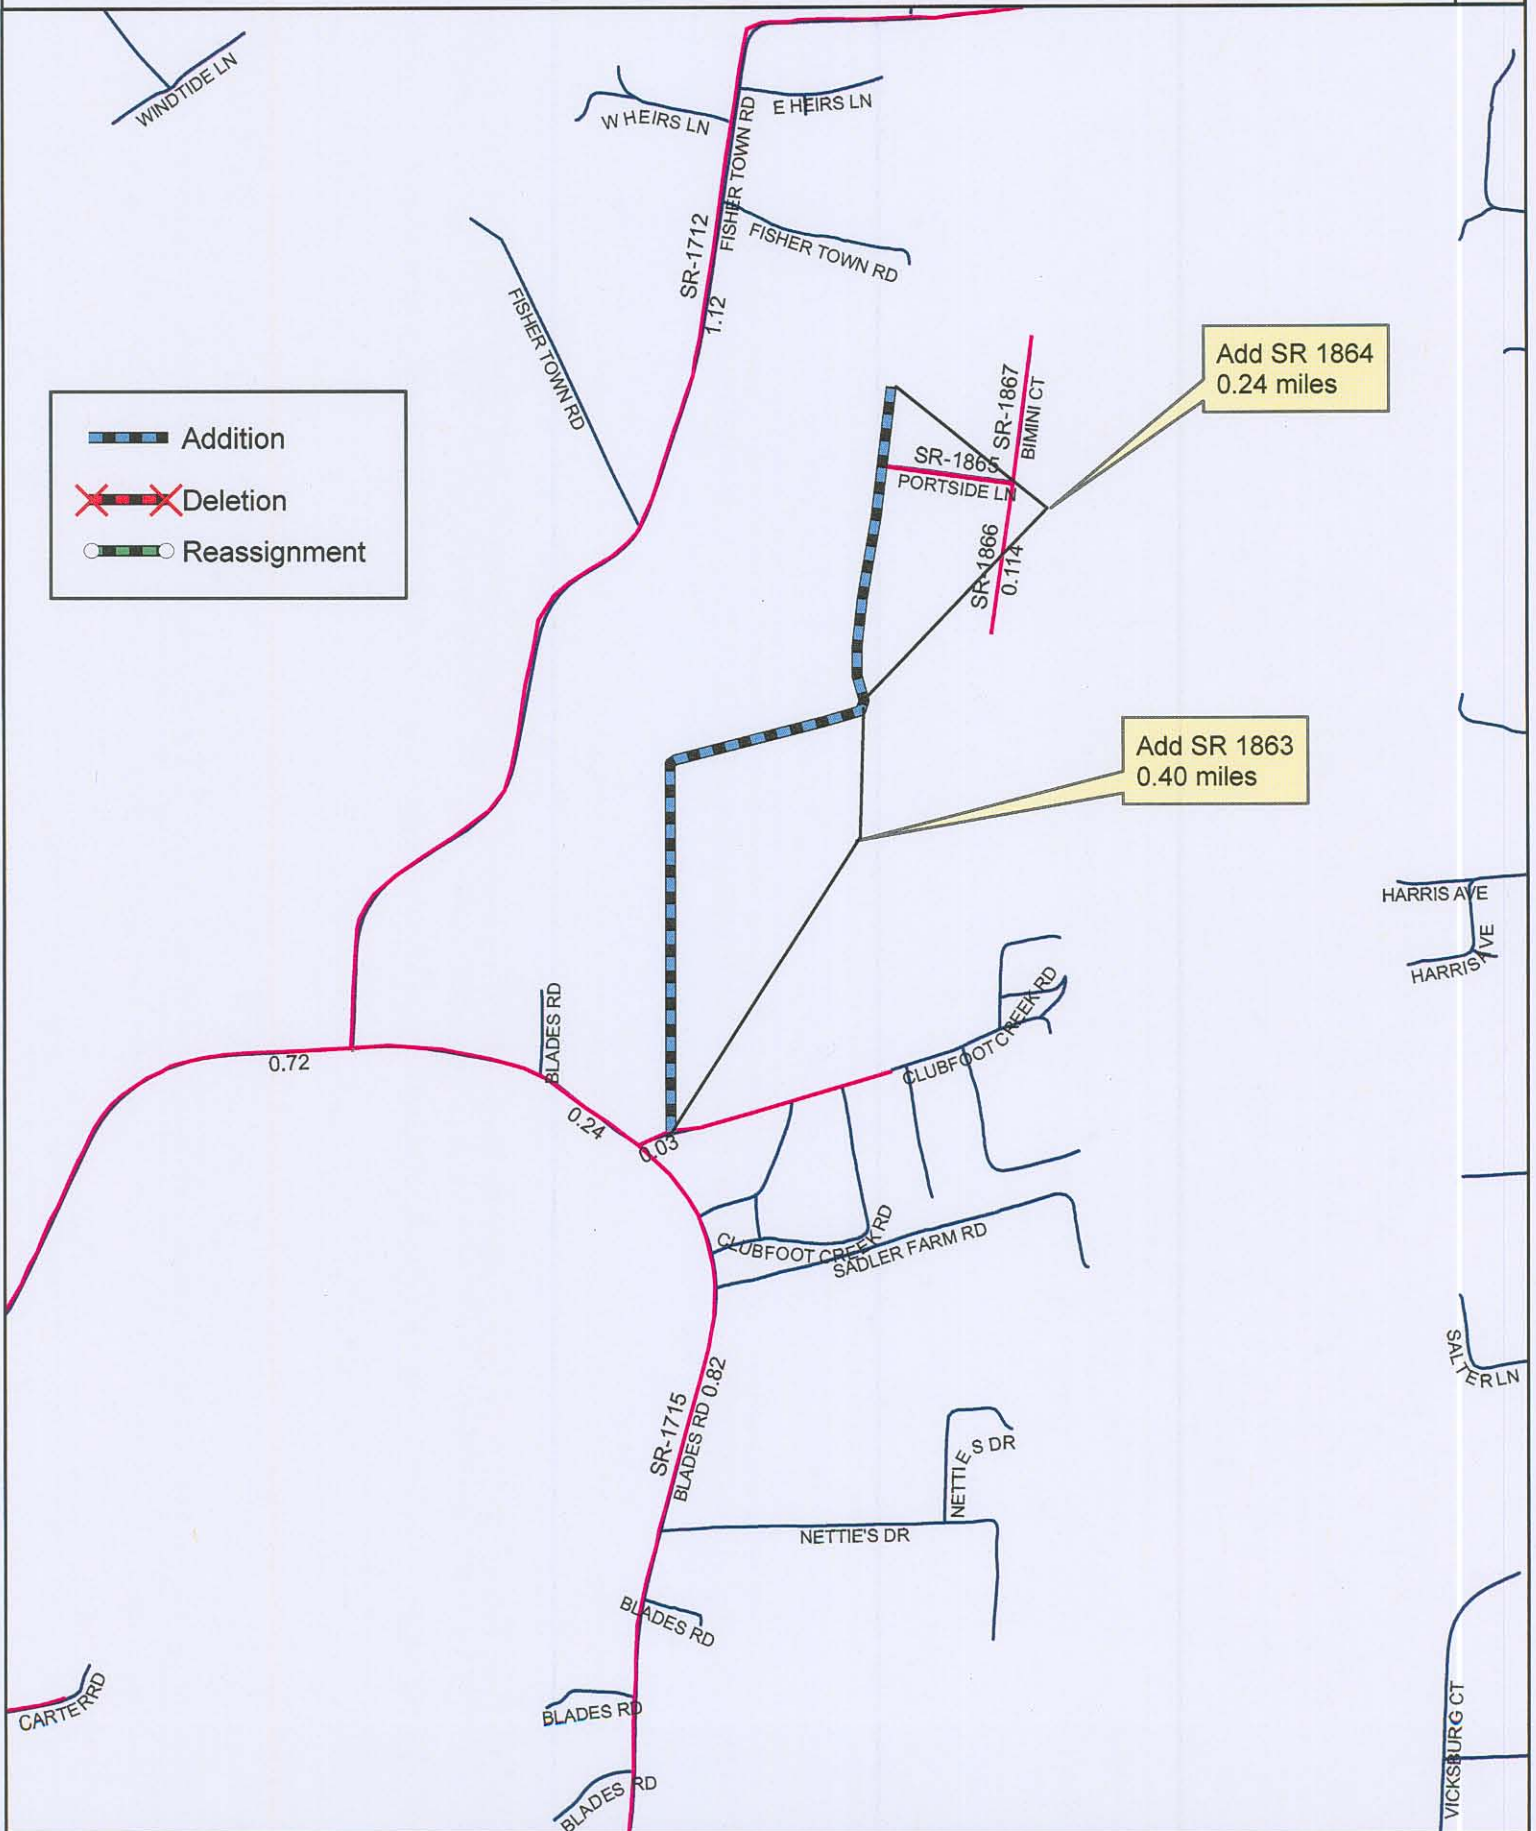 WINDTIDE LN
W HEIRS LN
E HEIRS LN
FISHER TOWN RD
SR-1712
1.12
FISHER TOWN RD
FISHER TOWN RD
Addition
Deletion
Reassignment
Add SR 1864
0.24 miles
SR-1867
BIMINI CT
SR-1865
PORTSIDE LN
SR-1866
0.114
Add SR 1863
0.40 miles
HARRIS AVE
HARRIS AVE
BLADES RD
CLUBFOOT CREEK RD
0.72
0.24
0.03
CLUBFOOT CREEK RD
SADLER FARM RD
SALTER LN
SR-1715
BLADES RD 0.82
NETTIE S DR
NETTIE'S DR
BLADES RD
CARTER RD
BLADES RD
BLADES RD
VICKSBURG CT